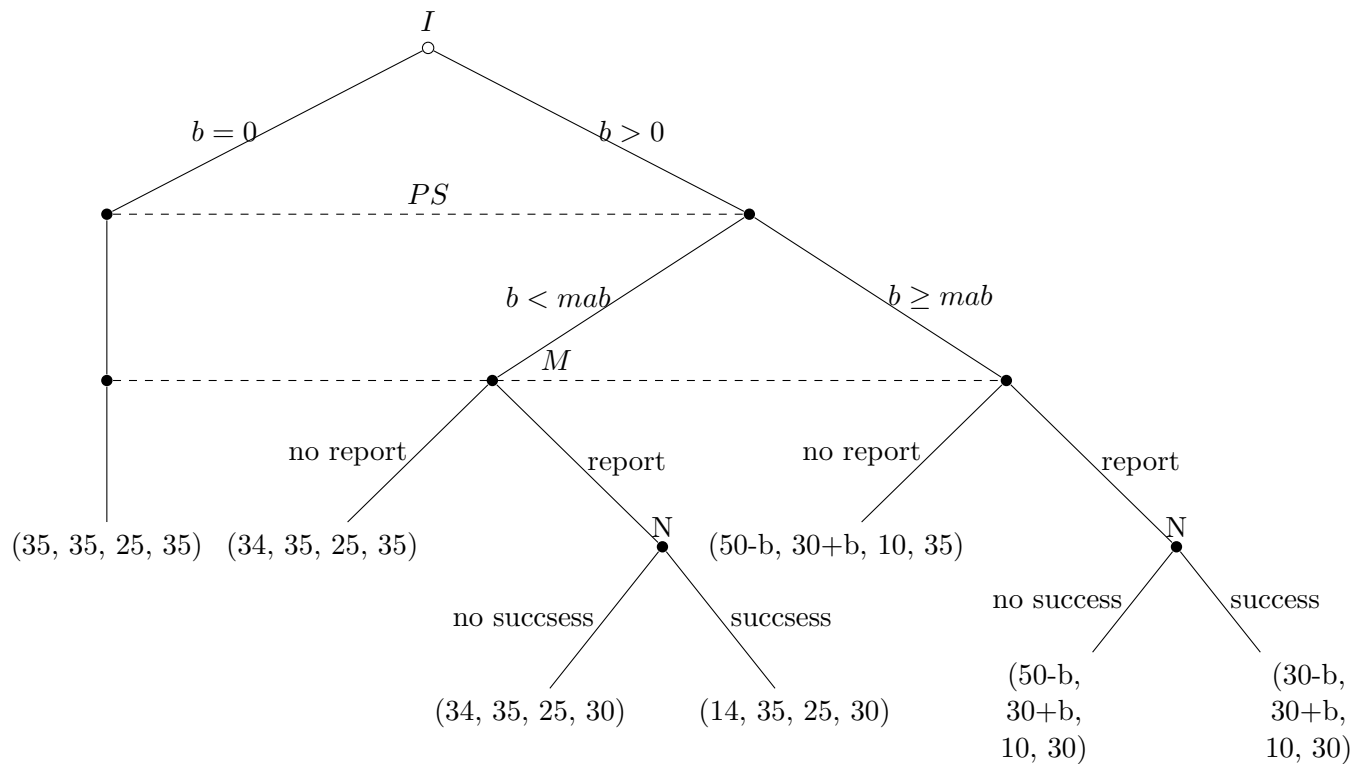 I
b = 0
b > 0
PS
b < mab
b ≥ mab
M
no report
report
no report
report
(35, 35, 25, 35)
(34, 35, 25, 35)
N
(50-b, 30+b, 10, 35)
N
no succsess
succsess
no success
success
(34, 35, 25, 30)
(14, 35, 25, 30)
(50-b,
30+b,
10, 30)
(30-b,
30+b,
10, 30)